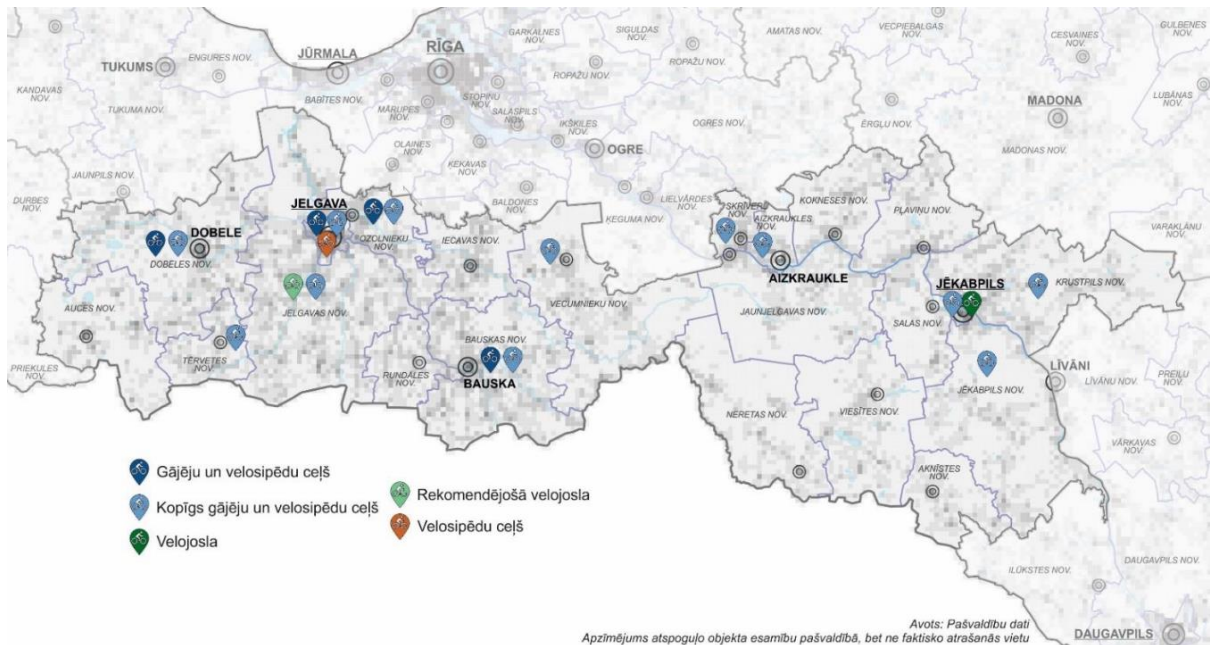 GULBENES
NOV.
VECPIEBALGAS
NOV.
SIGULDAS
NOV.
AMATAS NOV.
CESVAINES
NOV.
GARKALNES
NOV.
RĪGA
JŪRMALA
ENGURES NOV.
TUKUMS
ROPAŽU NOV.
ROPAŽU
NOV.
KANDAVAS
NOV.
TUKUMA NOV.
BABĪTES NOV.
STOPIŅU
NOV.
MĀRUPES
NOV.
SALASPILS
NOV.
IKŠĶILES
NOV.
OGRES NOV.
ĒRGĻU NOV.
MADONA
LUBĀNAS
NOV.
OLAINES
NOV.
OGRE
MADONAS NOV.
JAUNPILS NOV.
ĶEKAVAS
NOV.
BALDONES
NOV.
ĶEGUMA NOV.
LIELVĀRDES
NOV.
DURBES
NOV.
JELGAVA
SKRĪVERU
NOV.
AIZKRAUKLES
NOV.
KOKNESES
NOV.
PĻAVIŅU NOV.
VARAKĻĀNU
NOV.
DOBELE
DOBELES NOV.
OZOLNIEKU
NOV.
IECAVAS NOV.
AIZKRAUKLE
JELGAVAS NOV.
VECUMNIEKU NOV.
JĒKABPILS
KRUSTPILS NOV.
AUCES NOV.
JAUNJELGAVAS NOV.
SALAS NOV.
TĒRVETES
NOV.
BAUSKAS NOV.
PRIEKULES
NOV.
RUNDĀLES
NOV.
BAUSKA
JĒKABPILS NOV.
LĪVĀNI
LĪVĀNU NOV.
PREIĻU
NOV.
NERETAS NOV.
VIESĪTES NOV.
VĀRKAVAS
NOV.
AKNĪSTES
NOV.
Gājēju un velosipēdu ceļš
Kopīgs gājēju un velosipēdu ceļš
Velojosla
Rekomendējošā velojosla
Velosipēdu ceļš
ILŪKSTES NOV.
DAUGAVPILS NOV.
DAUGAVPILS
Avots: Pašvaldību dati
Apzīmējums atspoguļo objekta esamību pašvaldībā, bet ne faktisko atrašanās vietu